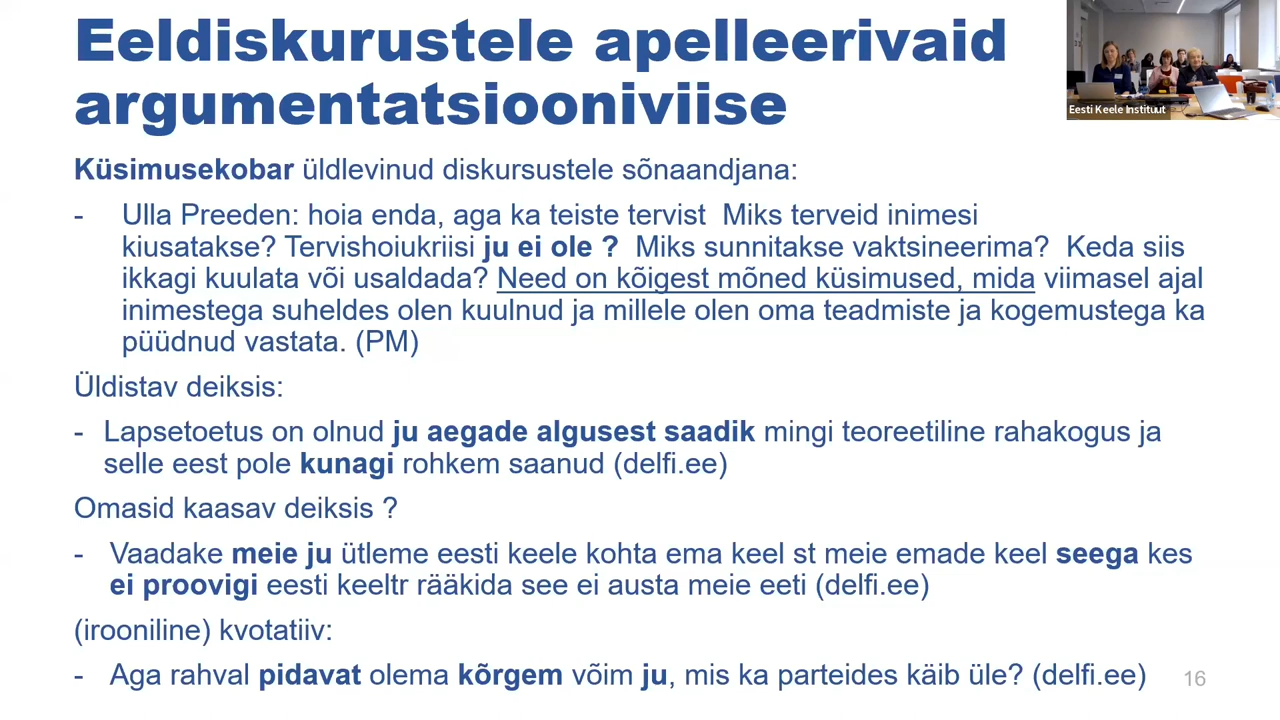 Eeldiskurustele apelleerivaid
argumentatsiooniviise
Eesti Keele Instituut
Küsimusekobar üldlevinud diskursustele sõnaandjana:
- Ulla Preeden: hoia enda, aga ka teiste tervist Miks terveid inimesi
kiusatakse? Tervishoiukriisi ju ei ole ? Miks sunnitakse vaktsineerima? Keda siis
ikkagi kuulata või usaldada? Need on kõigest mõned küsimused, mida viimasel ajal
inimestega suheldes olen kuulnud ja millele olen oma teadmiste ja kogemustega ka
püüdnud vastata. (PM)
Üldistav deiksis:
- Lapsetoetus on olnud ju aegade algusest saadik mingi teoreetiline rahakogus ja
selle eest pole kunagi rohkem saanud (delfi.ee)
Omasid kaasav deiksis ?
- Vaadake meie ju ütleme eesti keele kohta ema keel st meie emade keel seega kes
ei proovigi eesti keeltr rääkida see ei austa meie eeti (delfi.ee)
(irooniline) kvotatiiv:
- Aga rahval pidavat olema kõrgem võim ju, mis ka parteides käib üle? (delfi.ee)
16